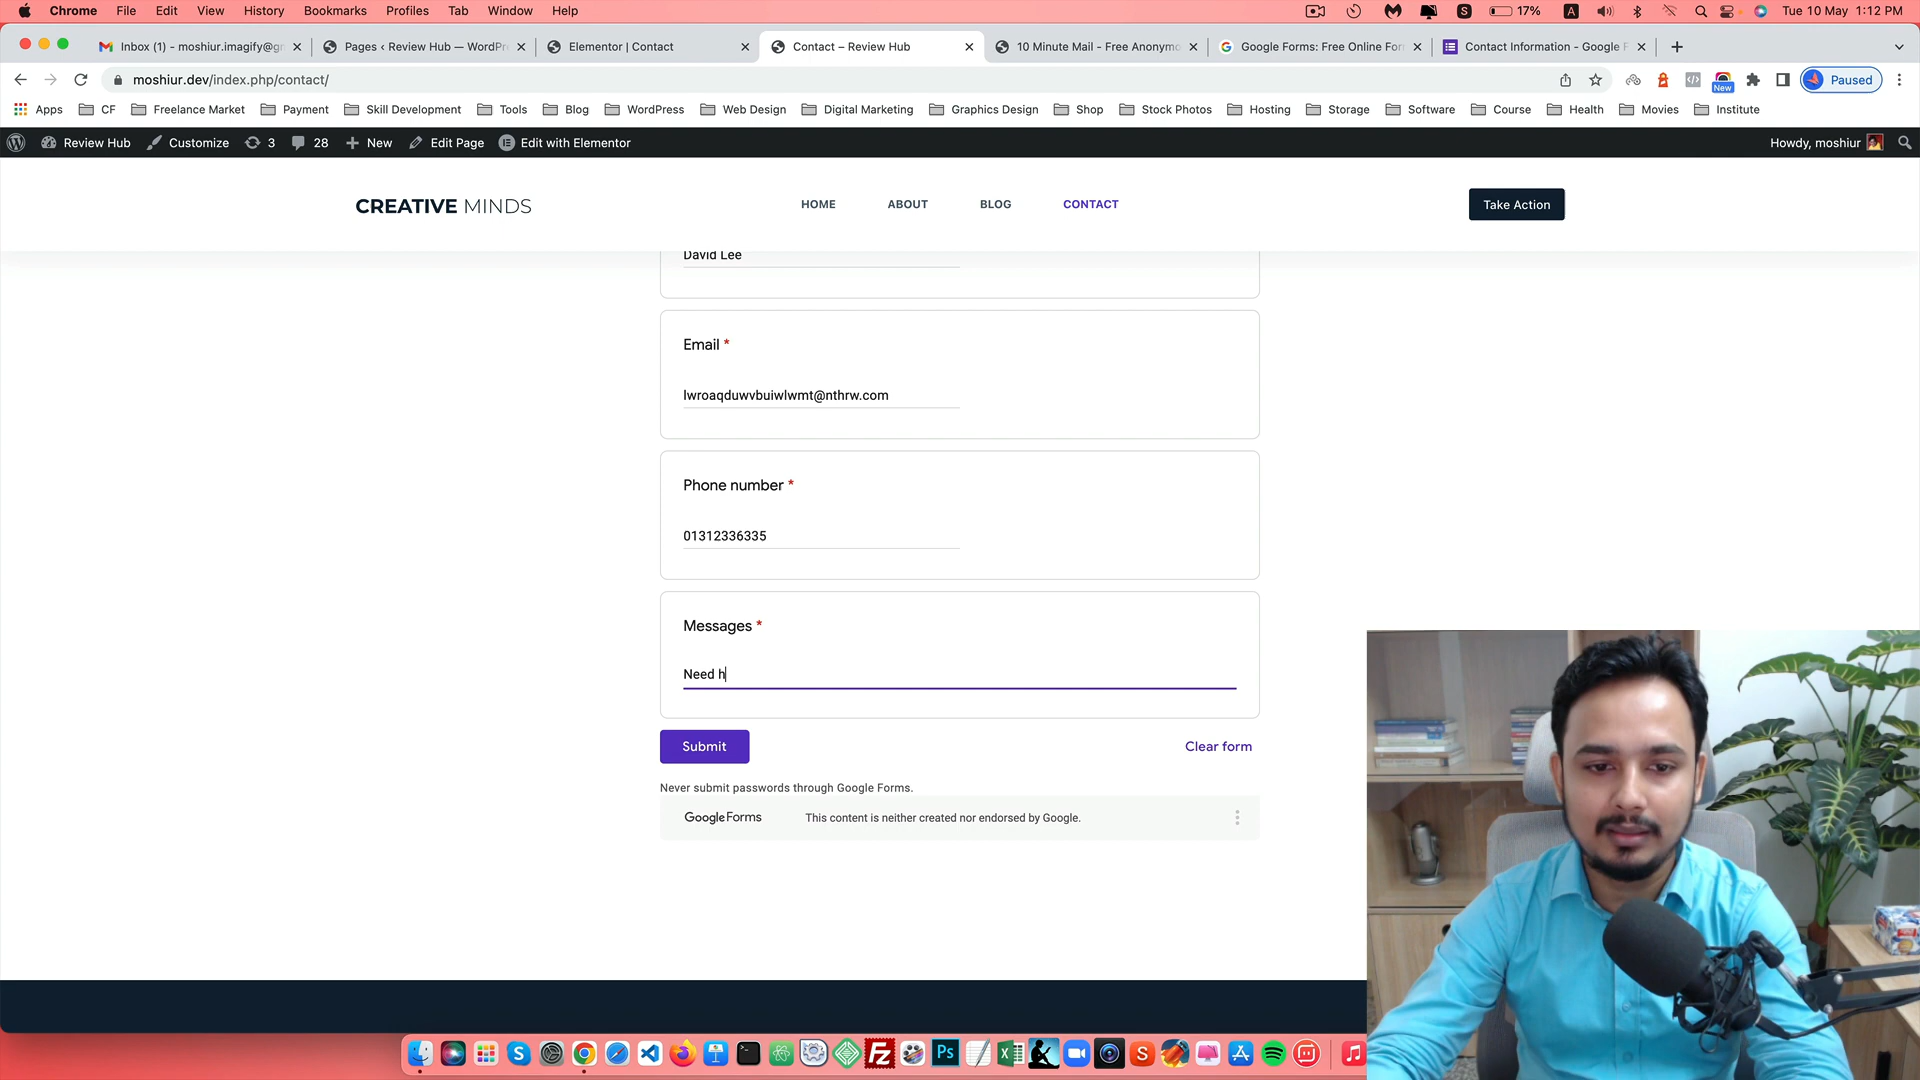 Chrome File Edit View History Bookmarks Profiles Tab Window Help 17% A Tue 10 May 1:12 PM
Inbox (1) - moshiur.imagify@g
Pages ‹ Review Hub — WordPr
Elementor | Contact
Contact – Review Hub
10 Minute Mail - Free Anonymo
Google Forms: Free Online For
Contact Information - Google F
moshiur.dev/index.php/contact/
New
Paused
Apps CF Freelance Market Payment Skill Development Tools Blog WordPress Web Design Digital Marketing Graphics Design Shop Stock Photos Hosting Storage Software Course Health Movies Institute
Review Hub Customize 3 28 New Edit Page Edit with Elementor Howdy, moshiur
CREATIVE MINDS
HOME ABOUT BLOG CONTACT
Take Action
David Lee
Email *
lwroaqduwvbuiwlwmt@nthrw.com
Phone number *
01312336335
Messages *
Need h
Submit
Clear form
Never submit passwords through Google Forms.
Google Forms
This content is neither created nor endorsed by Google.